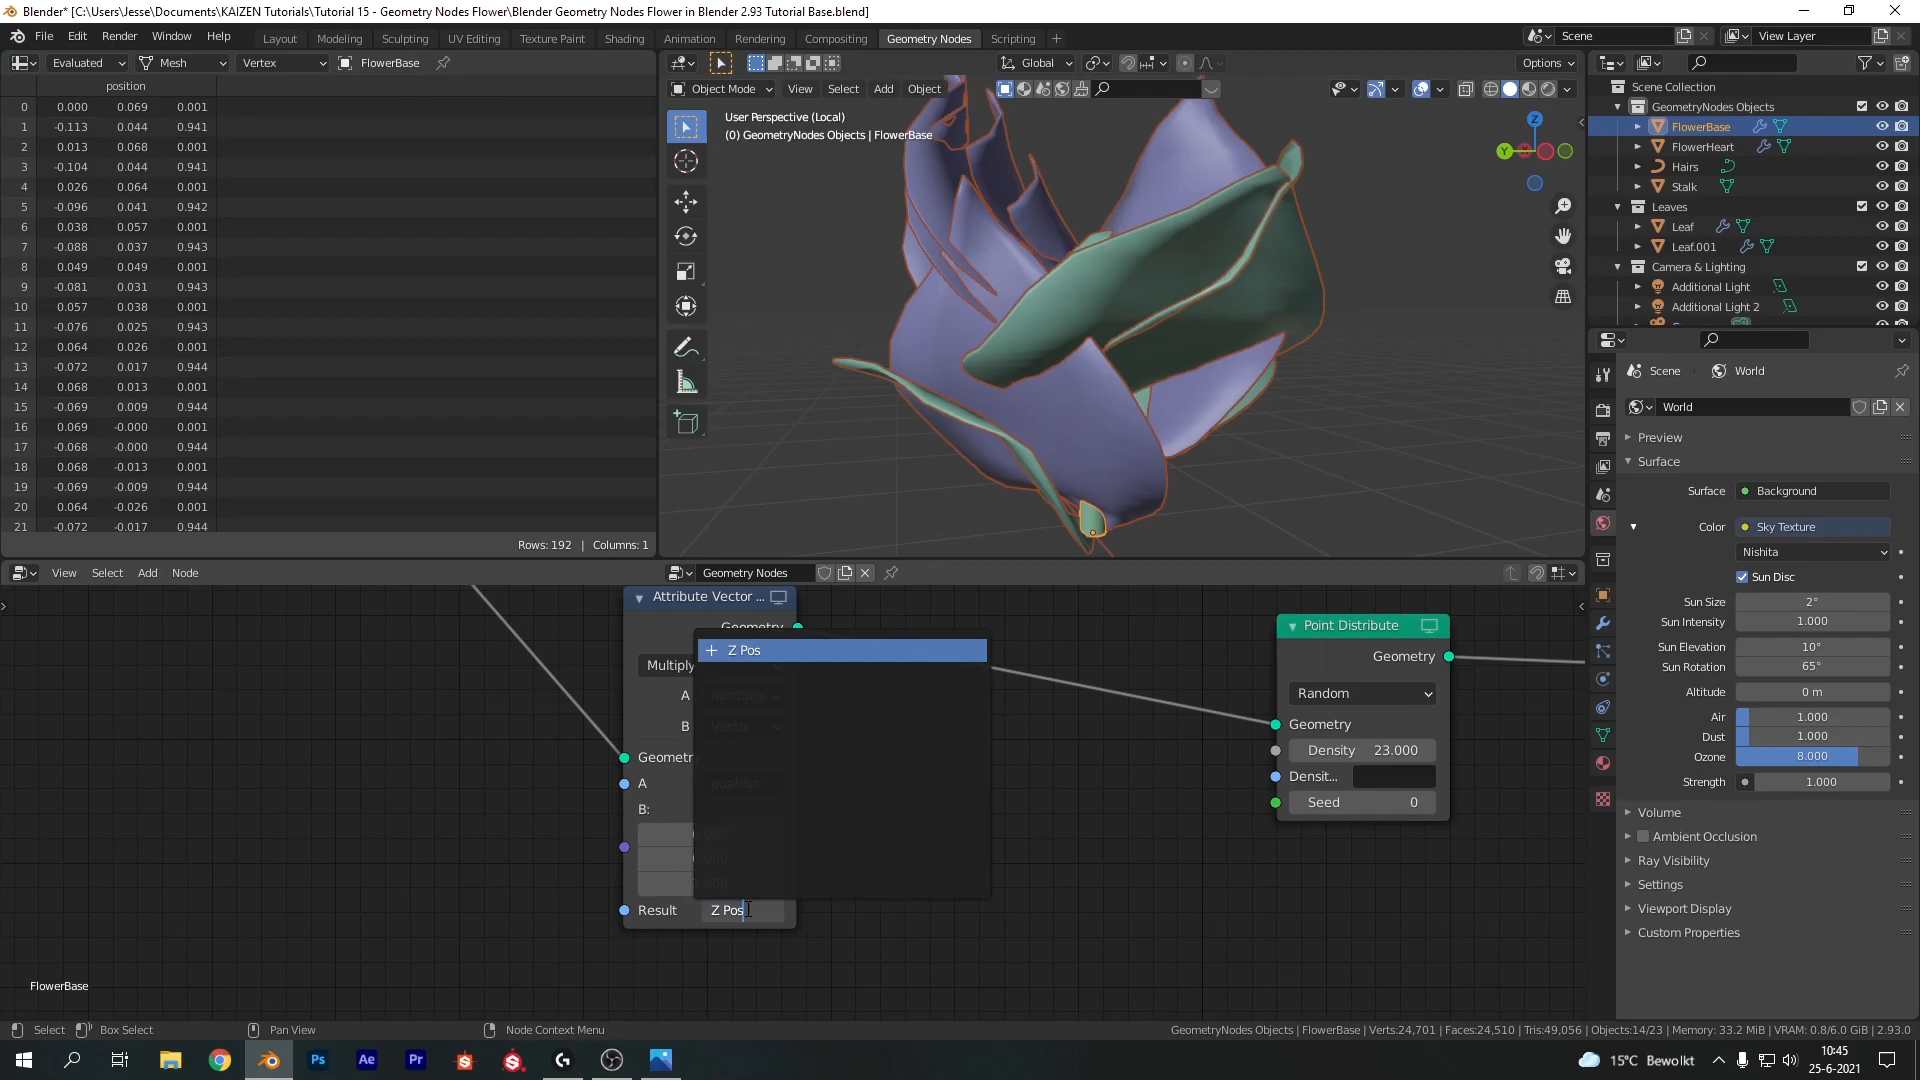 Blender* [C:\Users\Jesse\Documents\KAIZEN Tutorials\Tutorial 15 - Geometry Nodes Flower\Blender Geometry Nodes Flower in Blender 2.93 Tutorial Base.blend]
File Edit Render Window Help Layout Modeling Sculpting UV Editing Texture Paint Shading Animation Rendering Compositing Geometry Nodes Scripting Scene View Layer
Evaluated Mesh Vertex FlowerBase
position
0 0.000 0.069 0.001
1 -0.113 0.044 0.941
2 0.013 0.068 0.001
3 -0.104 0.044 0.941
4 0.026 0.064 0.001
5 -0.096 0.041 0.942
6 0.038 0.057 0.001
7 -0.088 0.037 0.943
8 0.049 0.049 0.001
9 -0.081 0.031 0.943
10 0.057 0.038 0.001
11 -0.076 0.025 0.943
12 0.064 0.026 0.001
13 -0.072 0.017 0.944
14 0.068 0.013 0.001
15 -0.069 0.009 0.944
16 0.069 -0.000 0.001
17 -0.068 -0.000 0.944
18 0.068 -0.013 0.001
19 -0.069 -0.009 0.944
20 0.064 -0.026 0.001
21 -0.072 -0.017 0.944
Rows: 192 | Columns: 1
Global Options
Object Mode View Select Add Object
User Perspective (Local)
(0) GeometryNodes Objects | FlowerBase
Z
Y
Scene Collection
GeometryNodes Objects
FlowerBase
FlowerHeart
Hairs
Stalk
Leaves
Leaf
Leaf.001
Camera & Lighting
Additional Light
Additional Light 2
Scene World
World
Preview
Surface
Surface Background
Color Sky Texture
Nishita
Sun Disc
Sun Size 2°
Sun Intensity 1.000
Sun Elevation 10°
Sun Rotation 65°
Altitude 0 m
Air 1.000
Dust 1.000
Ozone 8.000
Strength 1.000
Volume
Ambient Occlusion
Ray Visibility
Settings
Viewport Display
Custom Properties
View Select Add Node Geometry Nodes
Attribute Vector ...
Geometry
Multiply
A Attribute
B Vector
Geometr
A position
B:
Result Z Pos
Z Pos
Point Distribute
Geometry
Random
Geometry
Density 23.000
Densit...
Seed 0
FlowerBase
Select Box Select Pan View Node Context Menu
GeometryNodes Objects | FlowerBase | Verts:24,701 | Faces:24,510 | Tris:49,056 | Objects:14/23 | Memory: 33.2 MiB | VRAM: 0.8/6.0 GiB | 2.93.0
Ps Ae Pr
15°C Bewolkt
10:45
25-6-2021